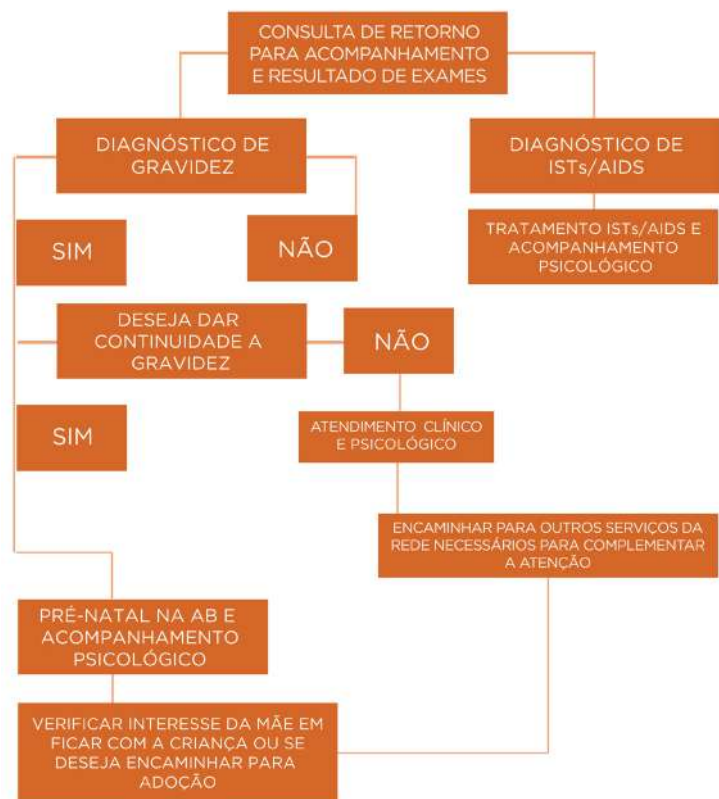 CONSULTA DE RETORNO
PARA ACOMPANHAMENTO
E RESULTADO DE EXAMES
DIAGNÓSTICO DE
GRAVIDEZ
DIAGNÓSTICO DE
ISTs/AIDS
SIM
NÃO
TRATAMENTO ISTs/AIDS E
ACOMPANHAMENTO
PSICOLÓGICO
DESEJA DAR
CONTINUIDADE A
GRAVIDEZ
NÃO
SIM
ATENDIMENTO CLÍNICO
E PSICOLÓGICO
ENCAMINHAR PARA OUTROS SERVIÇOS DA
REDE NECESSÁRIOS PARA COMPLEMENTAR
A ATENÇÃO
PRÉ-NATAL NA AB E
ACOMPANHAMENTO
PSICOLÓGICO
VERIFICAR INTERESSE DA MÃE EM
FICAR COM A CRIANÇA OU SE
DESEJA ENCAMINHAR PARA
ADOÇÃO